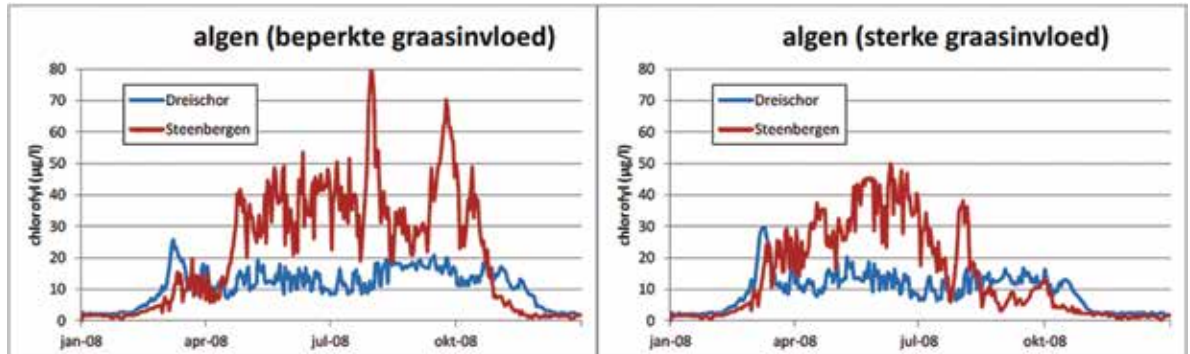 algen (beperkte graasinvloed)
chlorofyl (µg/l)
80
70
60
50
40
30
20
10
0
Dreischor
Steenbergen
jan-08 apr-08 jul-08 okt-08
algen (sterke graasinvloed)
chlorofyl (µg/l)
80
70
60
50
40
30
20
10
0
Dreischor
Steenbergen
jan-08 apr-08 jul-08 okt-08